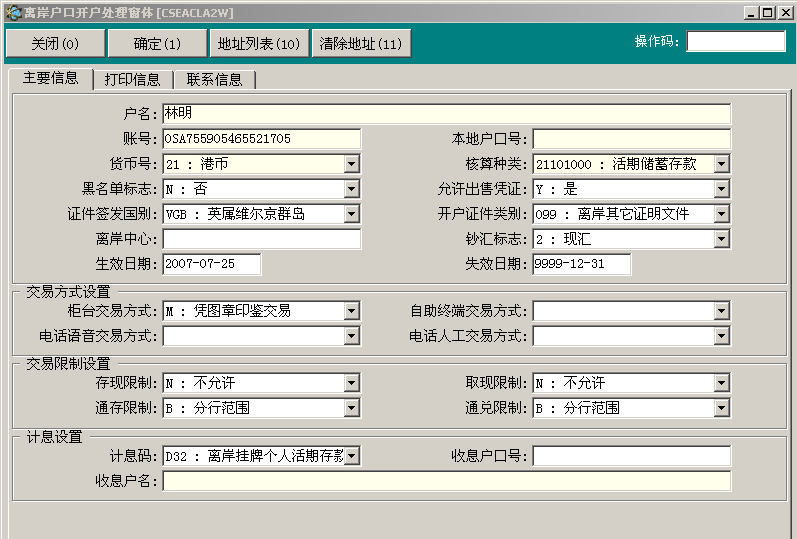 离岸户口开户处理窗体 [CSEACLA2W]
关闭(0) 确定(1) 地址列表(10) 清除地址(11) 操作码:
主要信息 打印信息 联系信息
户名: 林明
账号: OSA755905465521705 本地户口号:
货币号: 21 : 港币 核算种类: 21101000 : 活期储蓄存款
黑名单标志: N : 否 允许出售凭证: Y : 是
证件签发国别: VGB : 英属维尔京群岛 开户证件类别: 099 : 离岸其它证明文件
离岸中心: 钞汇标志: 2 : 现汇
生效日期: 2007-07-25 失效日期: 9999-12-31
交易方式设置
柜台交易方式: M : 凭图章印鉴交易 自助终端交易方式:
电话语音交易方式: 电话人工交易方式:
交易限制设置
存现限制: N : 不允许 取现限制: N : 不允许
通存限制: B : 分行范围 通兑限制: B : 分行范围
计息设置
计息码: D32 : 离岸挂牌个人活期存款 收息户口号:
收息户名: